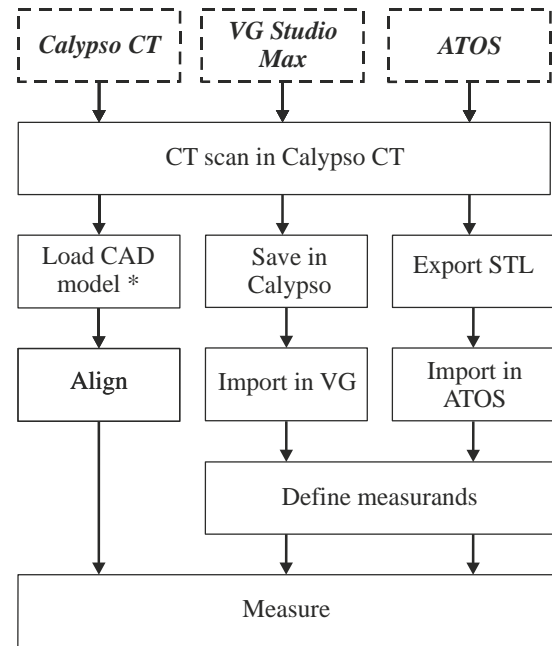 Calypso CT
VG Studio
Max
ATOS
CT scan in Calypso CT
Load CAD
model *
Save in
Calypso
Export STL
Align
Import in VG
Import in
ATOS
Define measurands
Measure